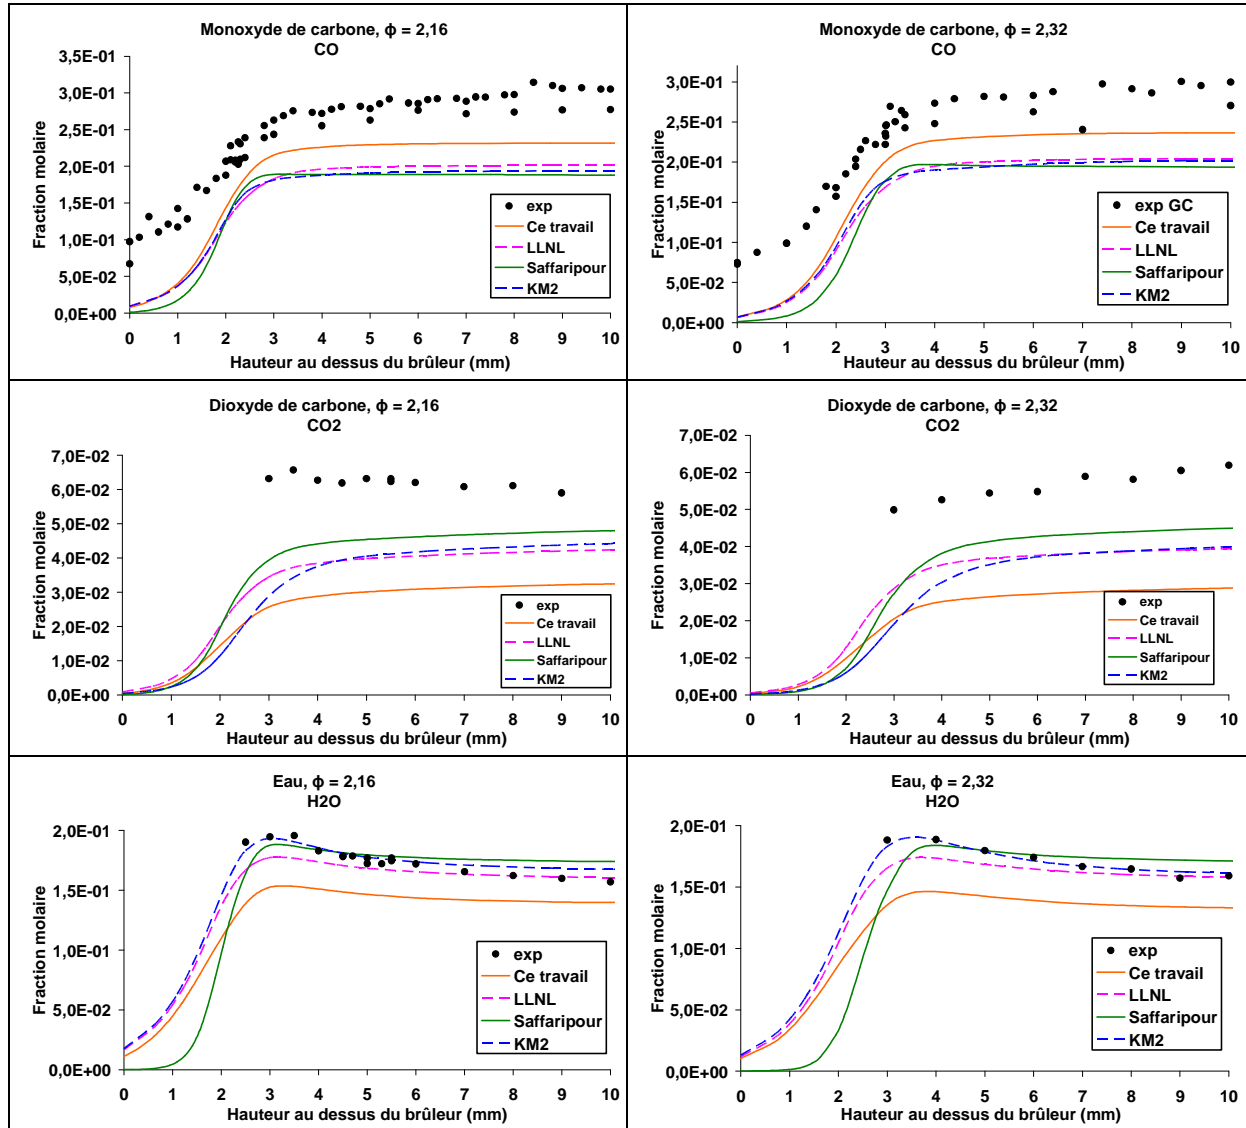 Monoxyde de carbone, ϕ = 2,16
CO
3,5E-01
3,0E-01
2,5E-01
2,0E-01
1,5E-01
1,0E-01
5,0E-02
0,0E+00
Fraction molaire
exp
Ce travail
LLNL
Saffaripour
KM2
0 1 2 3 4 5 6 7 8 9 10
Hauteur au dessus du brûleur (mm)
Monoxyde de carbone, ϕ = 2,32
CO
3,0E-01
2,5E-01
2,0E-01
1,5E-01
1,0E-01
5,0E-02
0,0E+00
Fraction molaire
exp GC
Ce travail
LLNL
Saffaripour
KM2
0 1 2 3 4 5 6 7 8 9 10
Hauteur au dessus du brûleur (mm)
Dioxyde de carbone, ϕ = 2,16
CO2
7,0E-02
6,0E-02
5,0E-02
4,0E-02
3,0E-02
2,0E-02
1,0E-02
0,0E+00
Fraction molaire
exp
Ce travail
LLNL
Saffaripour
KM2
0 1 2 3 4 5 6 7 8 9 10
Hauteur au dessus du brûleur (mm)
Dioxyde de carbone, ϕ = 2,32
CO2
7,0E-02
6,0E-02
5,0E-02
4,0E-02
3,0E-02
2,0E-02
1,0E-02
0,0E+00
Fraction molaire
exp
Ce travail
LLNL
Saffaripour
KM2
0 1 2 3 4 5 6 7 8 9 10
Hauteur au dessus du brûleur (mm)
Eau, ϕ = 2,16
H2O
2,0E-01
1,5E-01
1,0E-01
5,0E-02
0,0E+00
Fraction molaire
exp
Ce travail
LLNL
Saffaripour
KM2
0 1 2 3 4 5 6 7 8 9 10
Hauteur au dessus du brûleur (mm)
Eau, ϕ = 2,32
H2O
2,0E-01
1,5E-01
1,0E-01
5,0E-02
0,0E+00
Fraction molaire
exp
Ce travail
LLNL
Saffaripour
KM2
0 1 2 3 4 5 6 7 8 9 10
Hauteur au dessus du brûleur (mm)